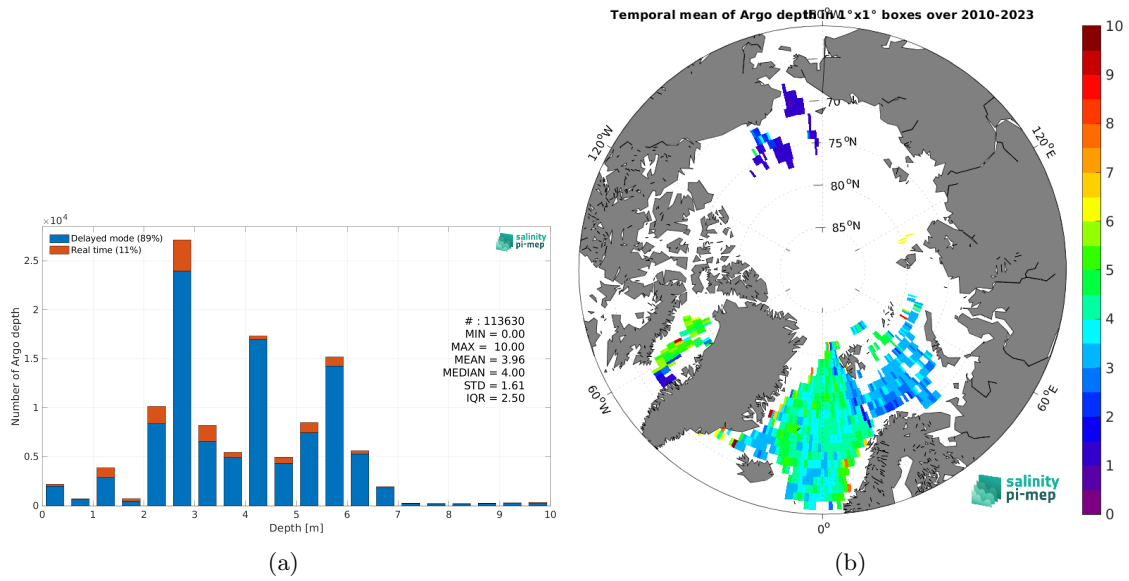 Temporal mean of Argo depth in 1°x1° boxes over 2010-2023
180°W
×10⁴
Delayed mode (89%)
Real time (11%)
salinity
pi-mep
# : 113630
MIN = 0.00
MAX = 10.00
MEAN = 3.96
MEDIAN = 4.00
STD = 1.61
IQR = 2.50
Number of Argo depth
2.5
2
1.5
1
0.5
0
0 1 2 3 4 5 6 7 8 9 10
Depth [m]
(a)
120°W
60°W
0°
60°E
120°E
70°N
75°N
80°N
85°N
salinity
pi-mep
10
9
8
7
6
5
4
3
2
1
0
(b)